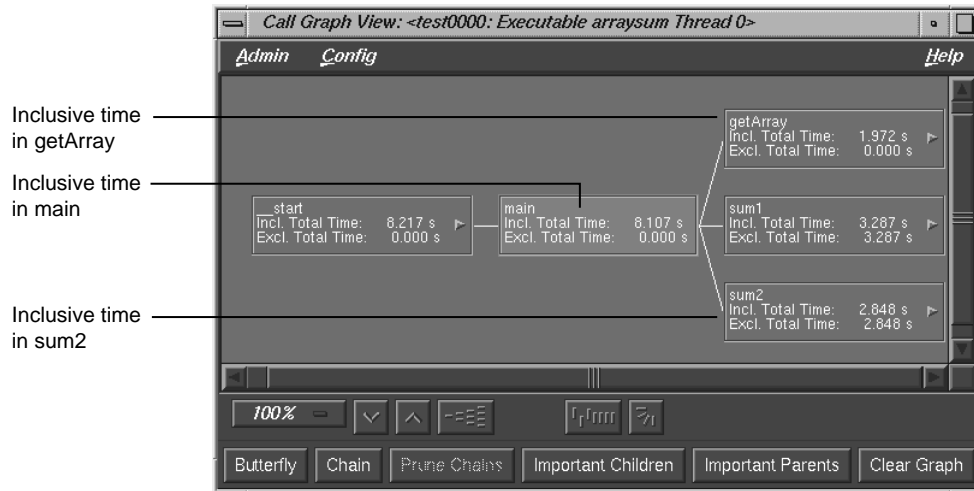 Call Graph View: <test0000: Executable arraysum Thread 0>
Admin Config Help
Inclusive time
in getArray
Inclusive time
in main
Inclusive time
in sum2
__start
Incl. Total Time: 8.217 s
Excl. Total Time: 0.000 s
main
Incl. Total Time: 8.107 s
Excl. Total Time: 0.000 s
getArray
Incl. Total Time: 1.972 s
Excl. Total Time: 0.000 s
sum1
Incl. Total Time: 3.287 s
Excl. Total Time: 3.287 s
sum2
Incl. Total Time: 2.848 s
Excl. Total Time: 2.848 s
100%
Butterfly Chain Prune Chains Important Children Important Parents Clear Graph